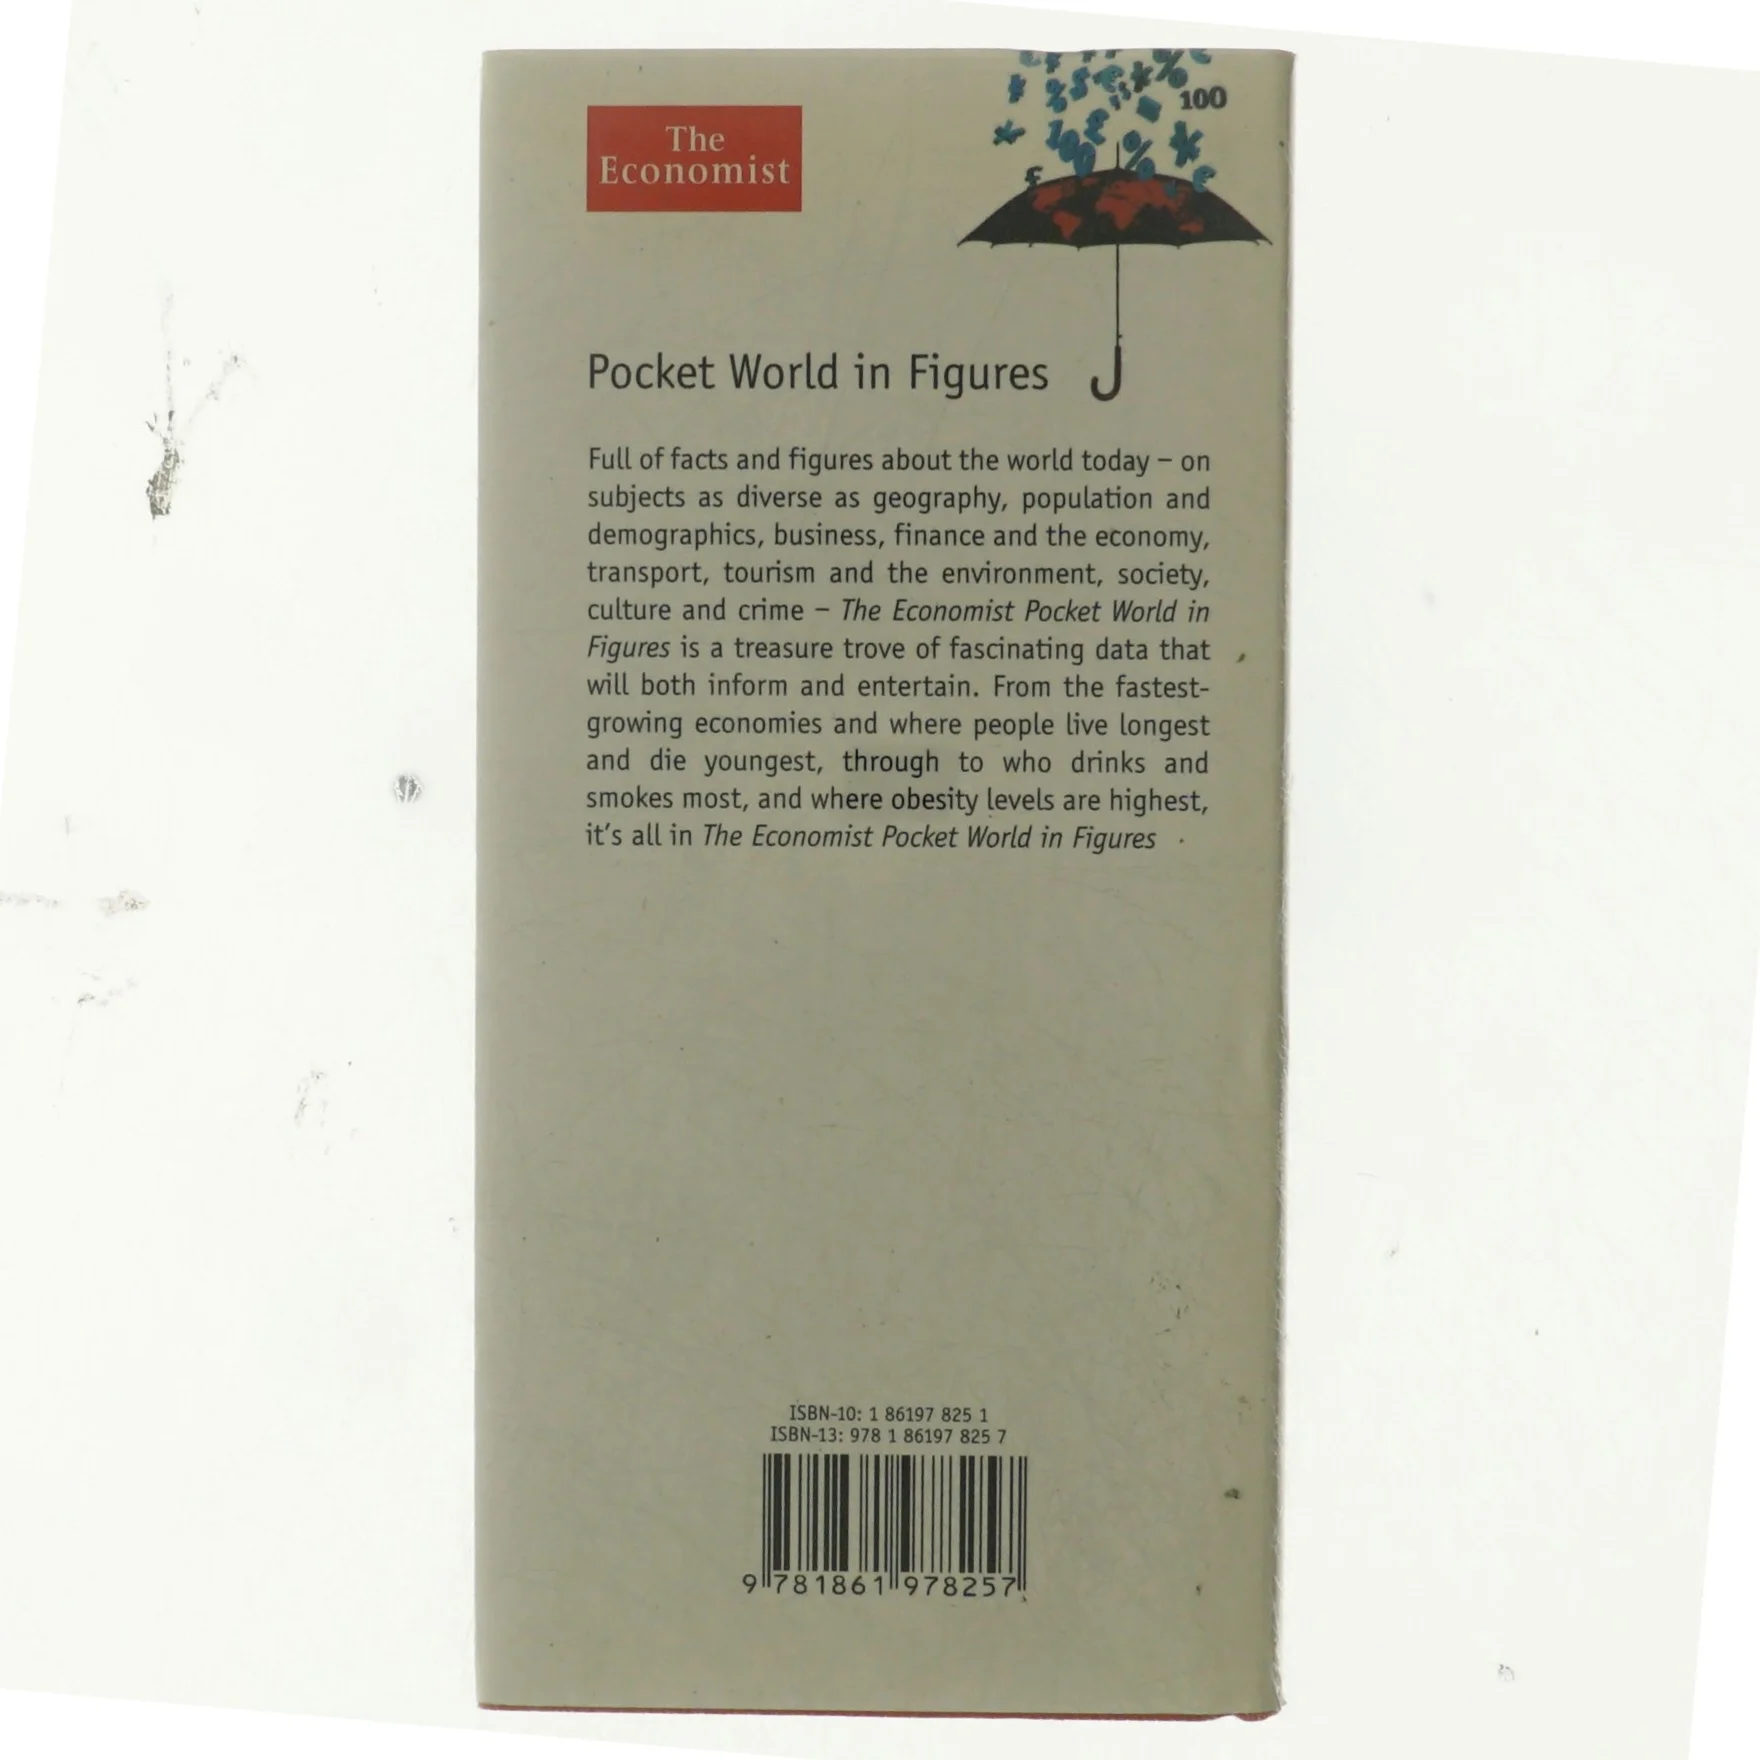 The
Economist
100
£
%
€
Pocket World in Figures
Full of facts and figures about the world today – on
subjects as diverse as geography, population and
demographics, business, finance and the economy,
transport, tourism and the environment, society,
culture and crime – The Economist Pocket World in
Figures is a treasure trove of fascinating data that
will both inform and entertain. From the fastest-
growing economies and where people live longest
and die youngest, through to who drinks and
smokes most, and where obesity levels are highest,
it's all in The Economist Pocket World in Figures
ISBN-10: 1 86197 825 1
ISBN-13: 978 1 86197 825 7
9 781861 978257